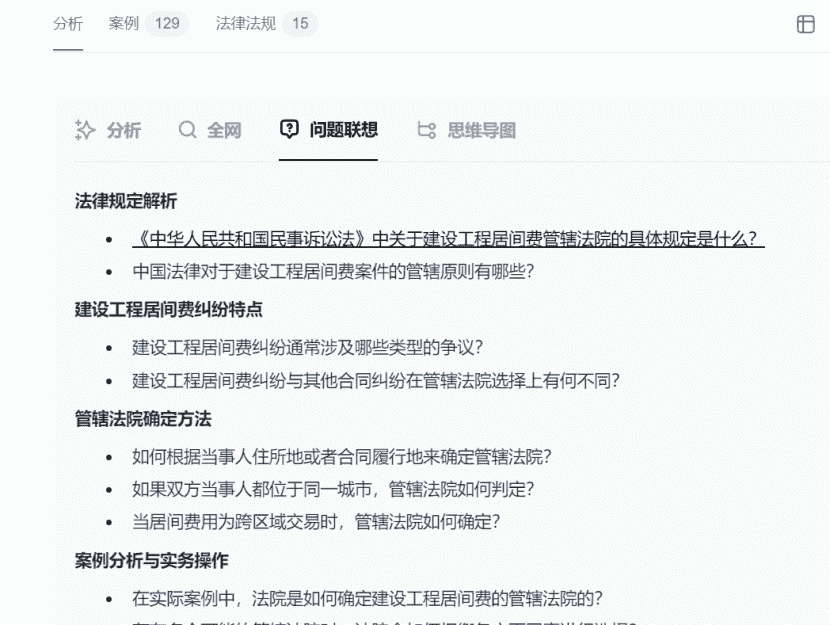 分析 案例 129 法律法规 15
分析 全网 问题联想 思维导图
法律规定解析
《中华人民共和国民事诉讼法》中关于建设工程居间费管辖法院的具体规定是什么？
中国法律对于建设工程居间费案件的管辖原则有哪些？
建设工程居间费纠纷特点
建设工程居间费纠纷通常涉及哪些类型的争议？
建设工程居间费纠纷与其他合同纠纷在管辖法院选择上有何不同？
管辖法院确定方法
如何根据当事人住所地或者合同履行地来确定管辖法院？
如果双方当事人都位于同一城市，管辖法院如何判定？
当居间费用为跨区域交易时，管辖法院如何确定？
案例分析与实务操作
在实际案例中，法院是如何确定建设工程居间费的管辖法院的？